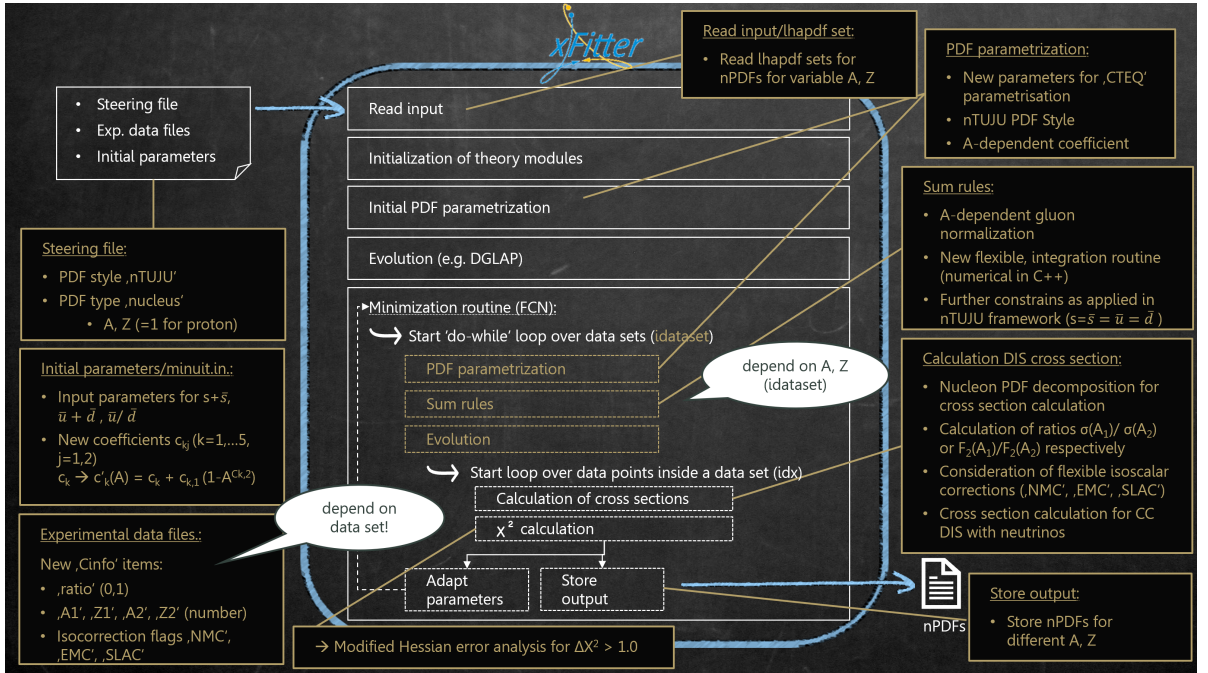 xFitter
Read input/lhapdf set:
• Read lhapdf sets for
nPDFs for variable A, Z
PDF parametrization:
• New parameters for ‚CTEQ‘
parametrisation
• nTUJU PDF Style
• A-dependent coefficient
• Steering file
• Exp. data files
• Initial parameters
Read input
Initialization of theory modules
Initial PDF parametrization
Evolution (e.g. DGLAP)
Sum rules:
• A-dependent gluon
normalization
• New flexible, integration routine
(numerical in C++)
• Further constrains as applied in
nTUJU framework (s=s̄ = ū = d̄ )
Steering file:
• PDF style ‚nTUJU‘
• PDF type ‚nucleus‘
• A, Z (=1 for proton)
Minimization routine (FCN):
Start ‘do-while’ loop over data sets (idataset)
PDF parametrization
Sum rules
Evolution
depend on A, Z
(idataset)
Start loop over data points inside a data set (idx)
Calculation of cross sections
χ² calculation
Adapt
parameters
Store
output
Initial parameters/minuit.in.:
• Input parameters for s+s̄,
ū + d̄ , ū/ d̄
• New coefficients cₖⱼ (k=1,...5,
j=1,2)
cₖ → c‘ₖ(A) = cₖ + cₖ,₁ (1-A^Ck,2)
depend on
data set!
Calculation DIS cross section:
• Nucleon PDF decomposition for
cross section calculation
• Calculation of ratios σ(A₁)/ σ(A₂)
or F₂(A₁)/F₂(A₂) respectively
• Consideration of flexible isoscalar
corrections (‚NMC‘, ‚EMC‘, ‚SLAC‘)
• Cross section calculation for CC
DIS with neutrinos
Experimental data files.:
New ‚Cinfo‘ items:
• ‚ratio‘ (0,1)
• ‚A1‘, ‚Z1‘, ‚A2‘, ‚Z2‘ (number)
• Isocorrection flags ‚NMC‘,
‚EMC‘, ‚SLAC‘
nPDFs
Store output:
• Store nPDFs for
different A, Z
→ Modified Hessian error analysis for ΔX² > 1.0